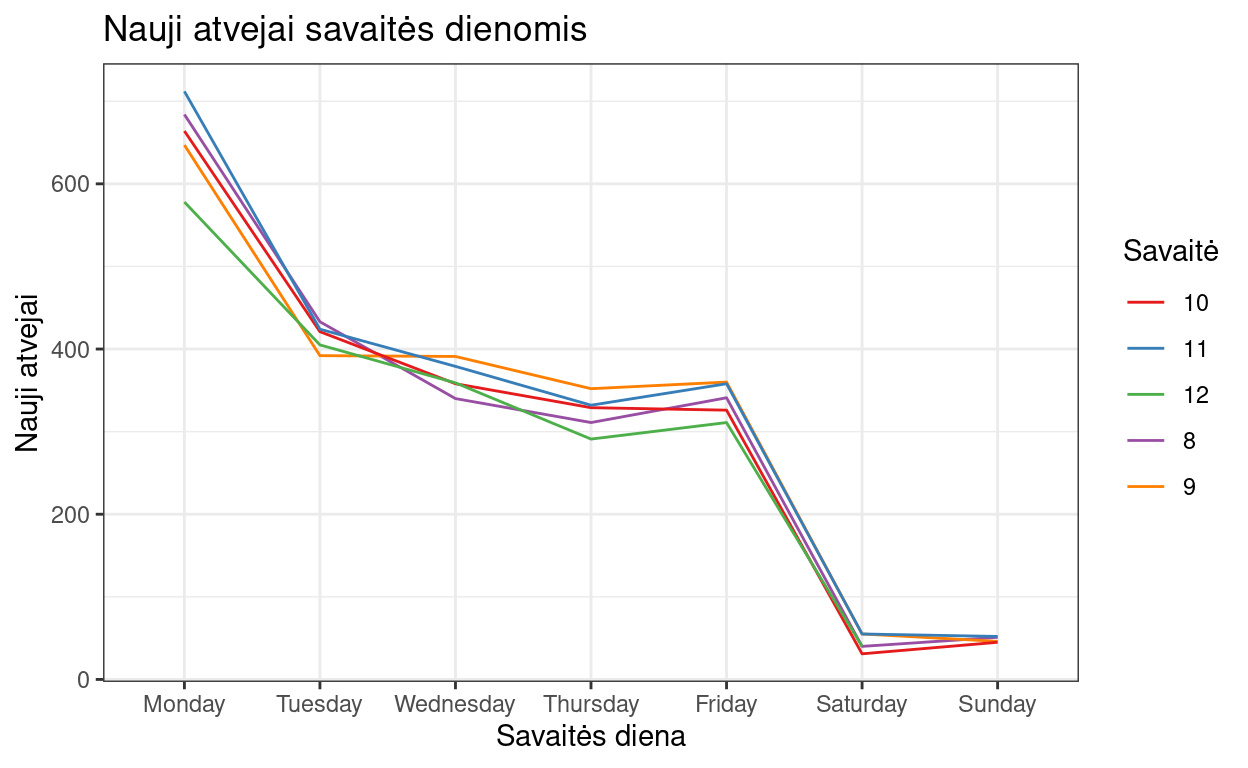 Nauji atvejai savaitės dienomis
Nauji atvejai
600
400
200
0
Monday Tuesday Wednesday Thursday Friday Saturday Sunday
Savaitės diena
Savaitė
10
11
12
8
9